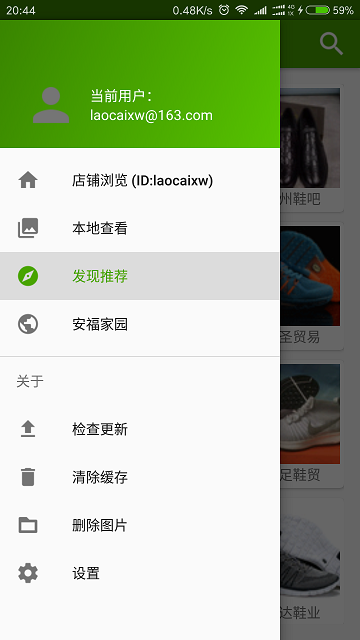 20:44
0.48K/s
4G
1X
59%
当前用户：
laocaixw@163.com
店铺浏览 (ID:laocaixw)
本地查看
发现推荐
安福家园
关于
检查更新
清除缓存
删除图片
设置
州鞋吧
圣贸易
足鞋贸
达鞋业